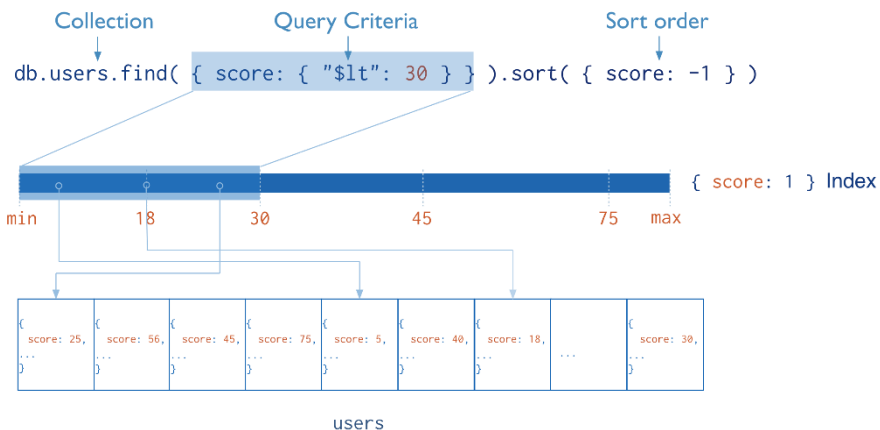 Collection Query Criteria Sort order
db.users.find( { score: { "$lt": 30 } } ).sort( { score: -1 } )
{ score: 1 } Index
min 18 30 45 75 max
{ { { { { { { {
score: 25, score: 56, score: 45, score: 75, score: 5, score: 40, score: 18, score: 30,
... ... ... ... ... ... ... ... ...
} } } } } } } }
users